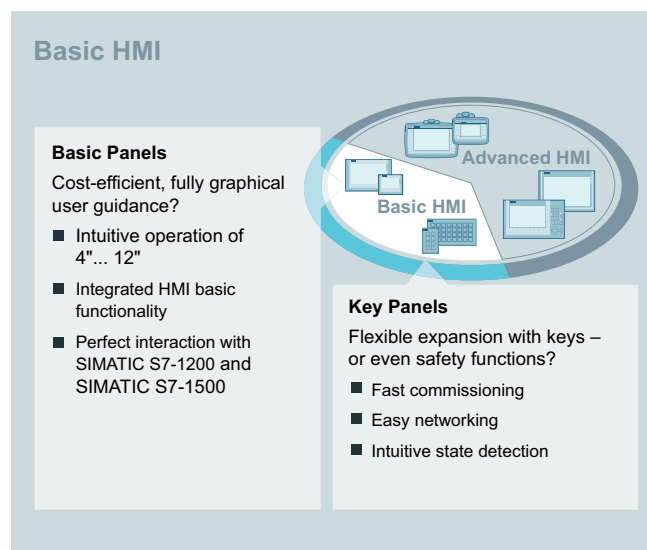 Basic HMI
Basic Panels
Cost-efficient, fully graphical
user guidance?
Intuitive operation of
4"... 12"
Integrated HMI basic
functionality
Perfect interaction with
SIMATIC S7-1200 and
SIMATIC S7-1500
Advanced HMI
Basic HMI
Key Panels
Flexible expansion with keys –
or even safety functions?
Fast commissioning
Easy networking
Intuitive state detection